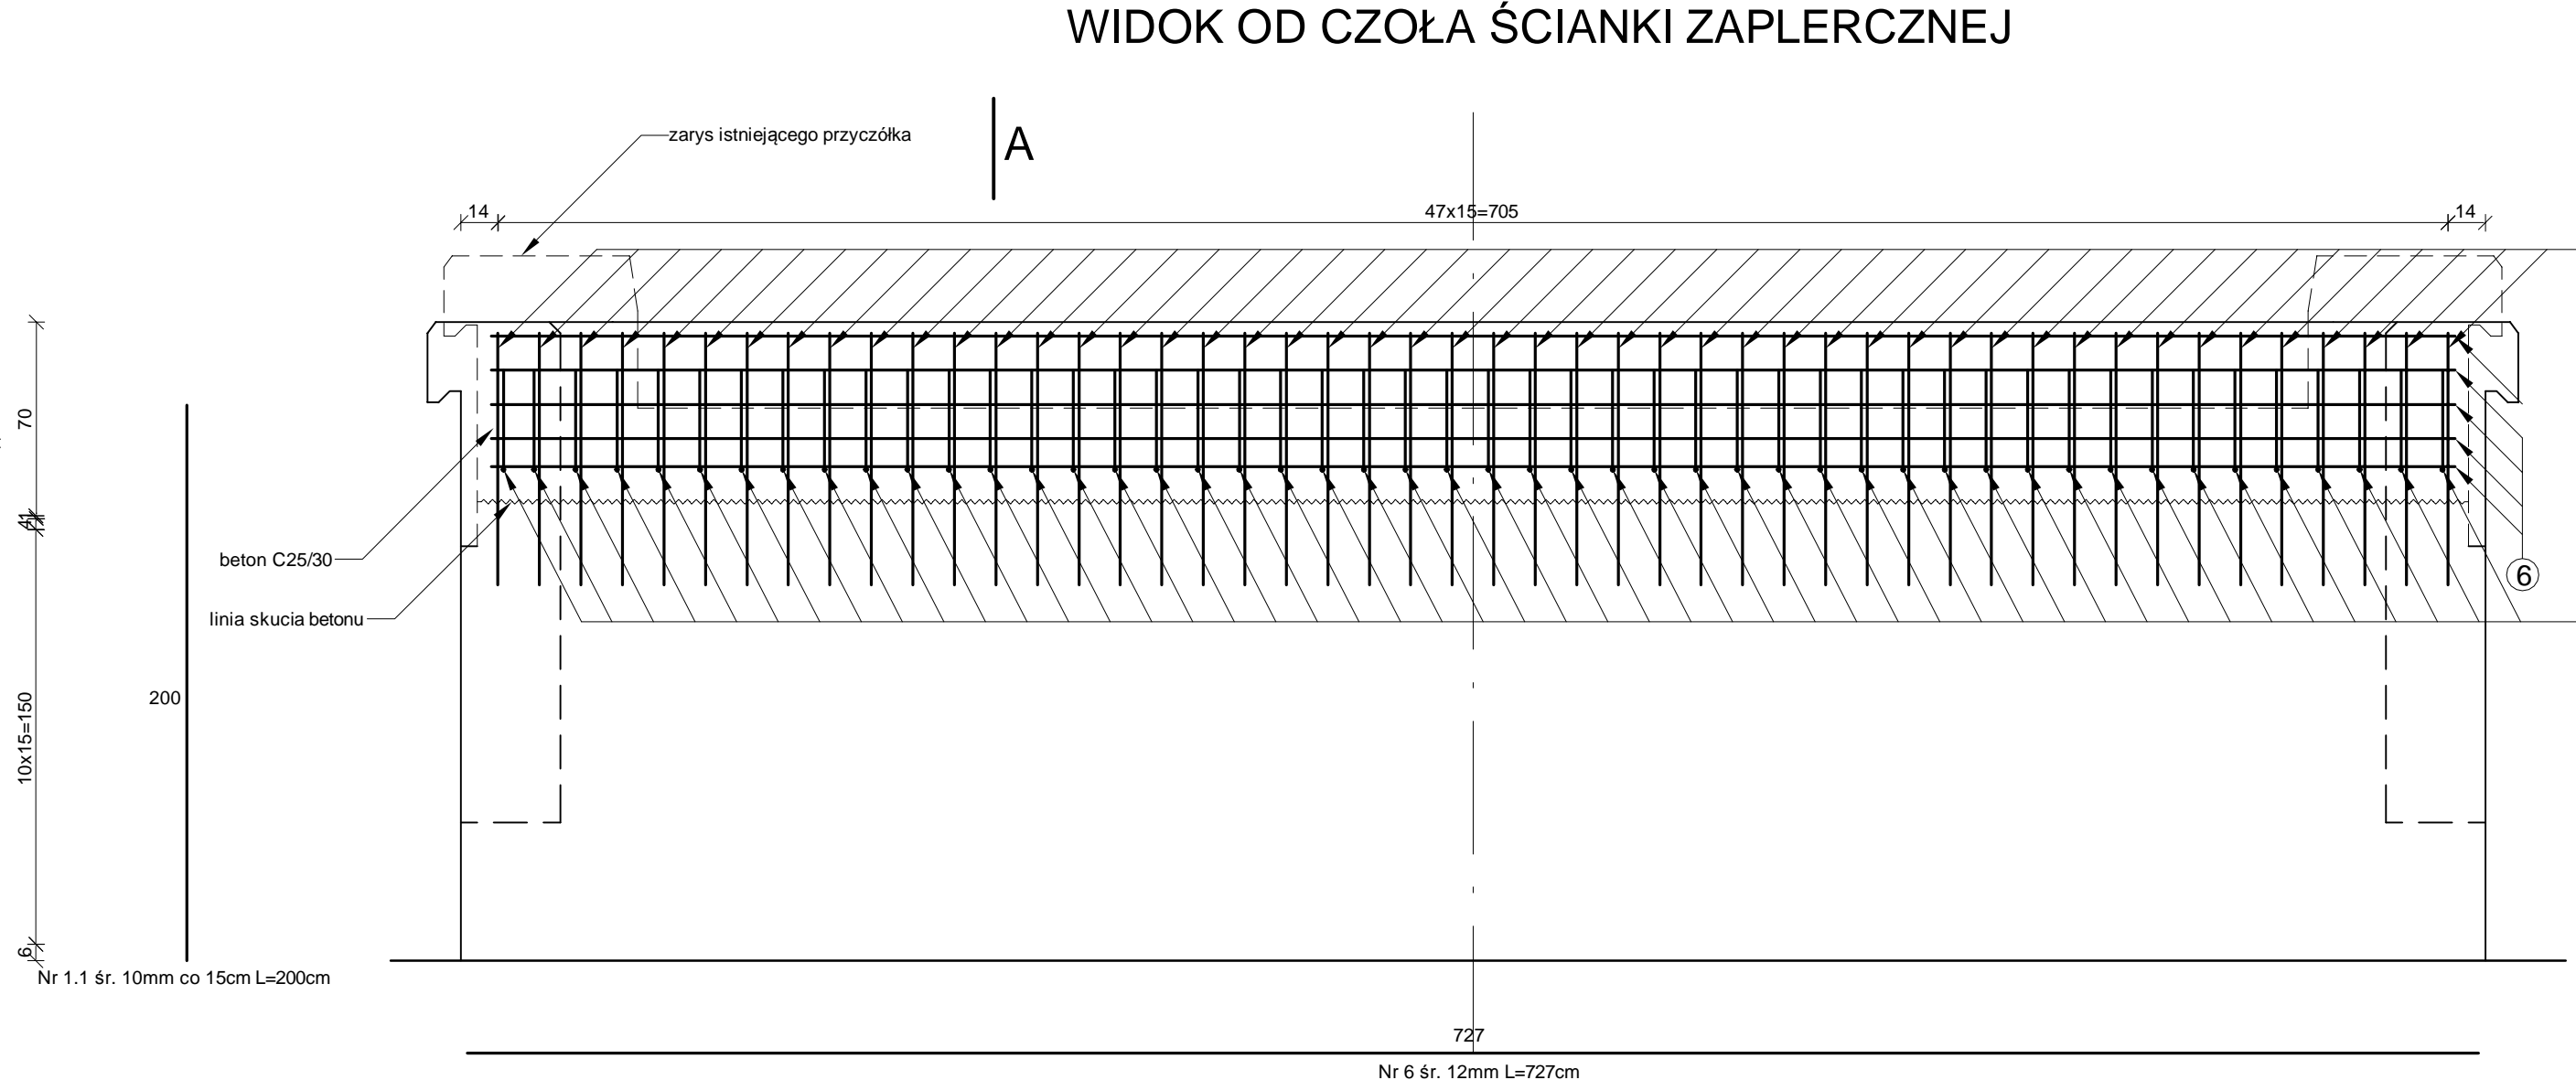 WIDOK OD CZOŁA ŚCIANKI ZAPLERCZNEJ
zarys istniejącego przyczółka
A
14
47x15=705
14
70
41
beton C25/30
6
linia skucia betonu
200
10x15=150
6
Nr 1.1 śr. 10mm co 15cm L=200cm
727
Nr 6 śr. 12mm L=727cm